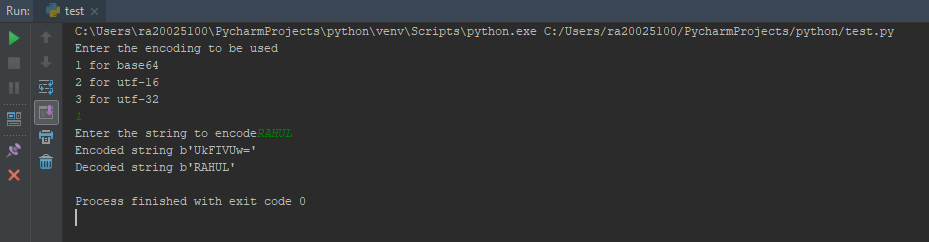 Run: test
C:\Users\ra20025100\PycharmProjects\python\venv\Scripts\python.exe C:/Users/ra20025100/PycharmProjects/python/test.py
Enter the encoding to be used
1 for base64
2 for utf-16
3 for utf-32
1
Enter the string to encodeRAHUL
Encoded string b'UkFIVUw='
Decoded string b'RAHUL'
Process finished with exit code 0